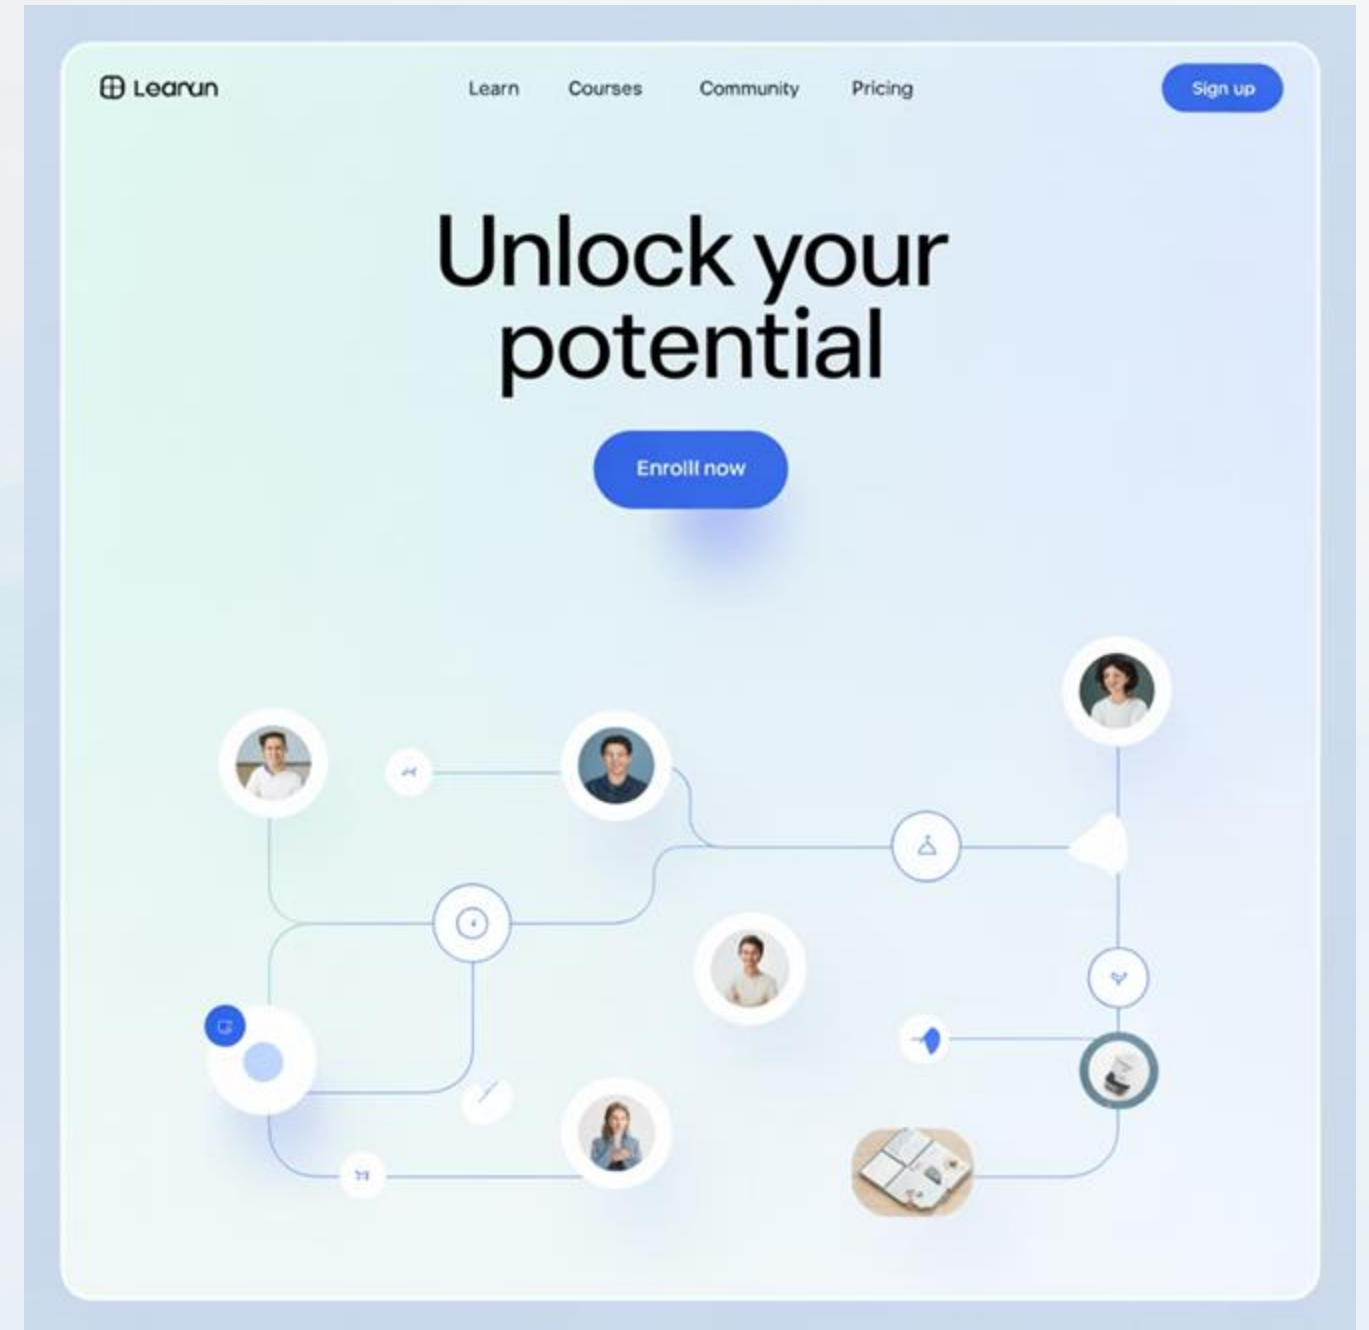 Learun
Learn Courses Community Pricing
Sign up
Unlock your
potential
Enrolll now